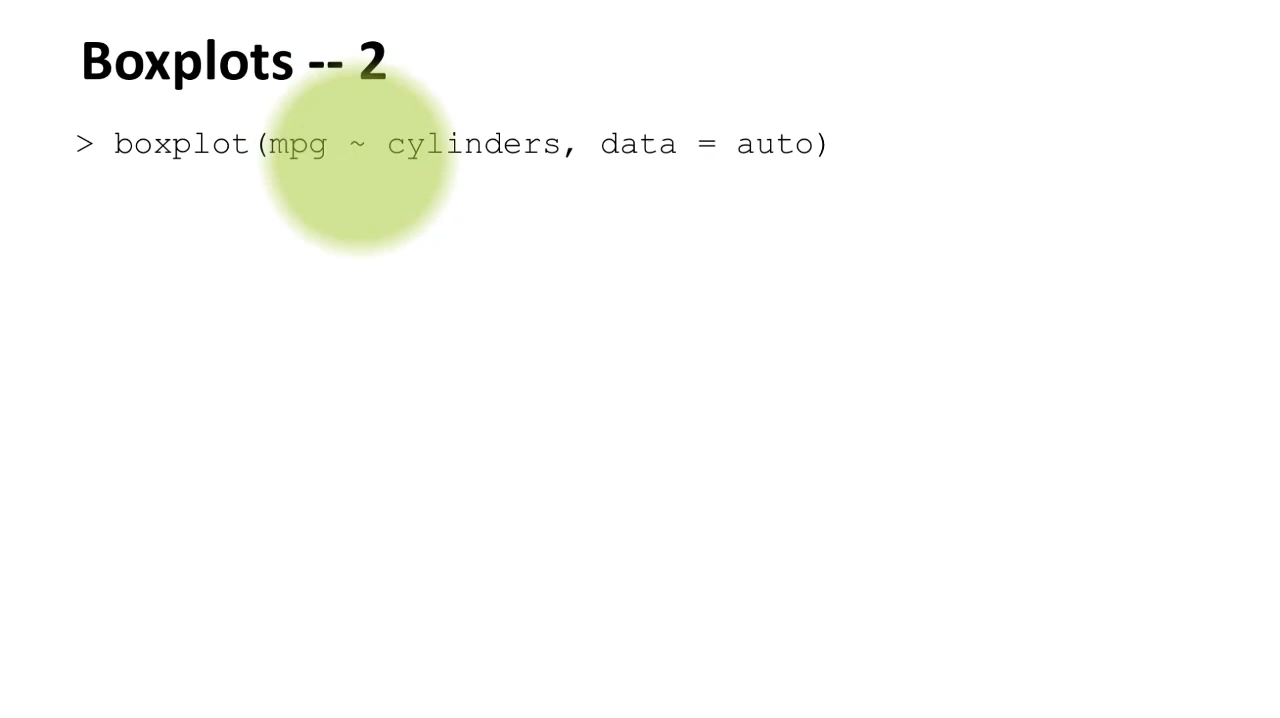 Boxplots -- 2
> boxplot(mpg ~ cylinders, data = auto)